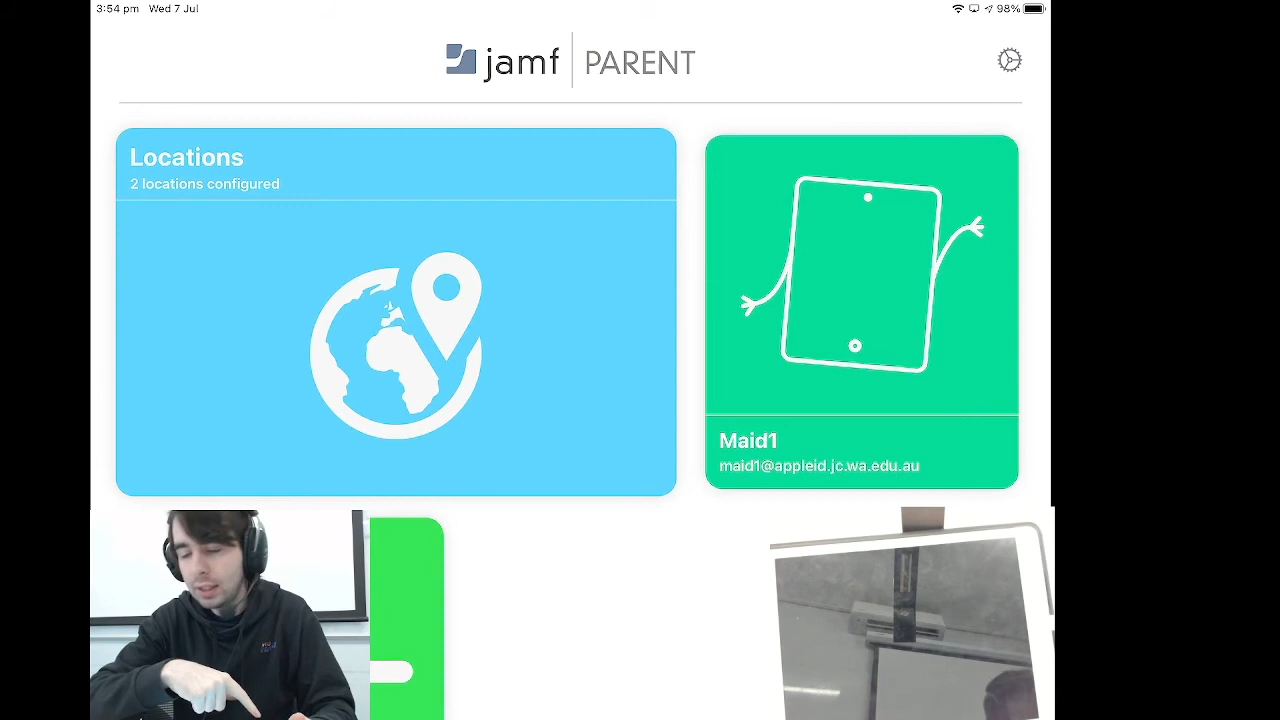 3:54 pm Wed 7 Jul
98%
jamf PARENT
Locations
2 locations configured
Maid1
maid1@appleid.jc.wa.edu.au